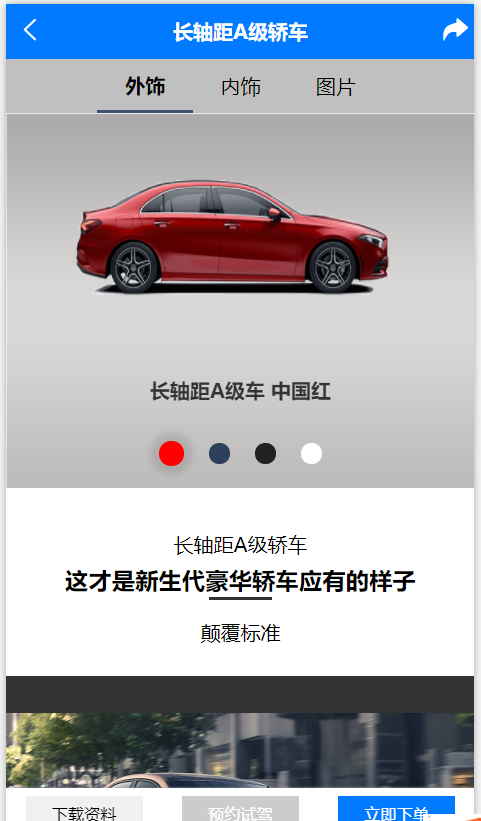 长轴距A级轿车
外饰 内饰 图片
长轴距A级车 中国红
长轴距A级轿车
这才是新生代豪华轿车应有的样子
颠覆标准
下载资料 预约试驾 立即下单